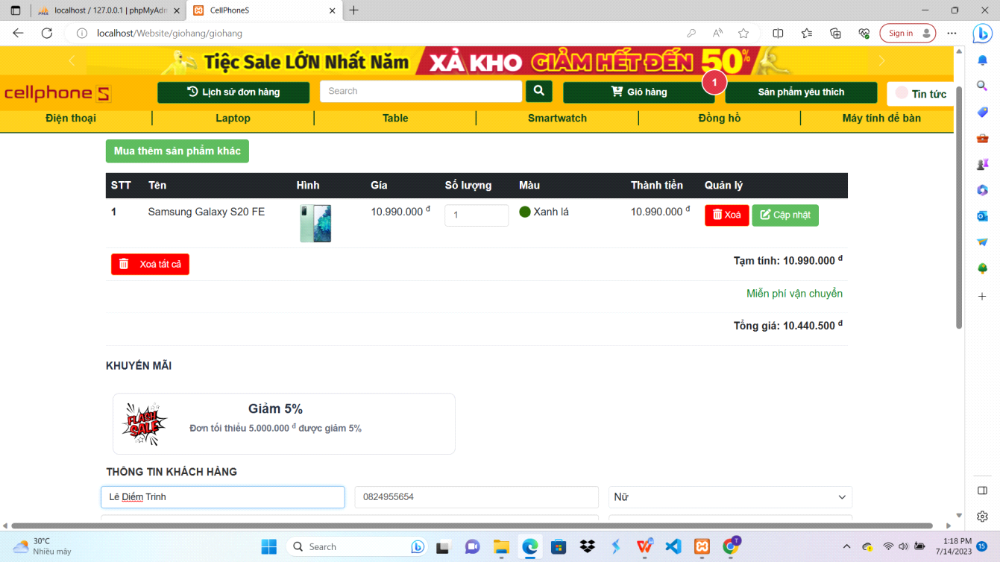 localhost / 127.0.0.1 | phpMyAdn
CellPhoneS
localhost/Website/giohang/giohang
Sign in
Tiệc Sale LỚN Nhất Năm XẢ KHO GIẢM HẾT ĐẾN 50%
cellphone S
Lịch sử đơn hàng
Search
Giỏ hàng
1
Sản phẩm yêu thích
Tin tức
Điện thoại
Laptop
Table
Smartwatch
Đồng hồ
Máy tính để bàn
Mua thêm sản phẩm khác
STT Tên Hình Gía Số lượng Màu Thành tiền Quản lý
1 Samsung Galaxy S20 FE 10.990.000 đ 1 Xanh lá 10.990.000 đ Xoá Cập nhật
Xoà tất cả
Tạm tính: 10.990.000 đ
Miễn phí vận chuyển
Tổng giá: 10.440.500 đ
KHUYẾN MÃI
FLASH SALE
Giảm 5%
Đơn tối thiểu 5.000.000 đ được giảm 5%
THÔNG TIN KHÁCH HÀNG
Lê Diễm Trinh
0824955654
Nữ
30°C
Nhiều mây
Search
T
1:18 PM
7/14/2023
15